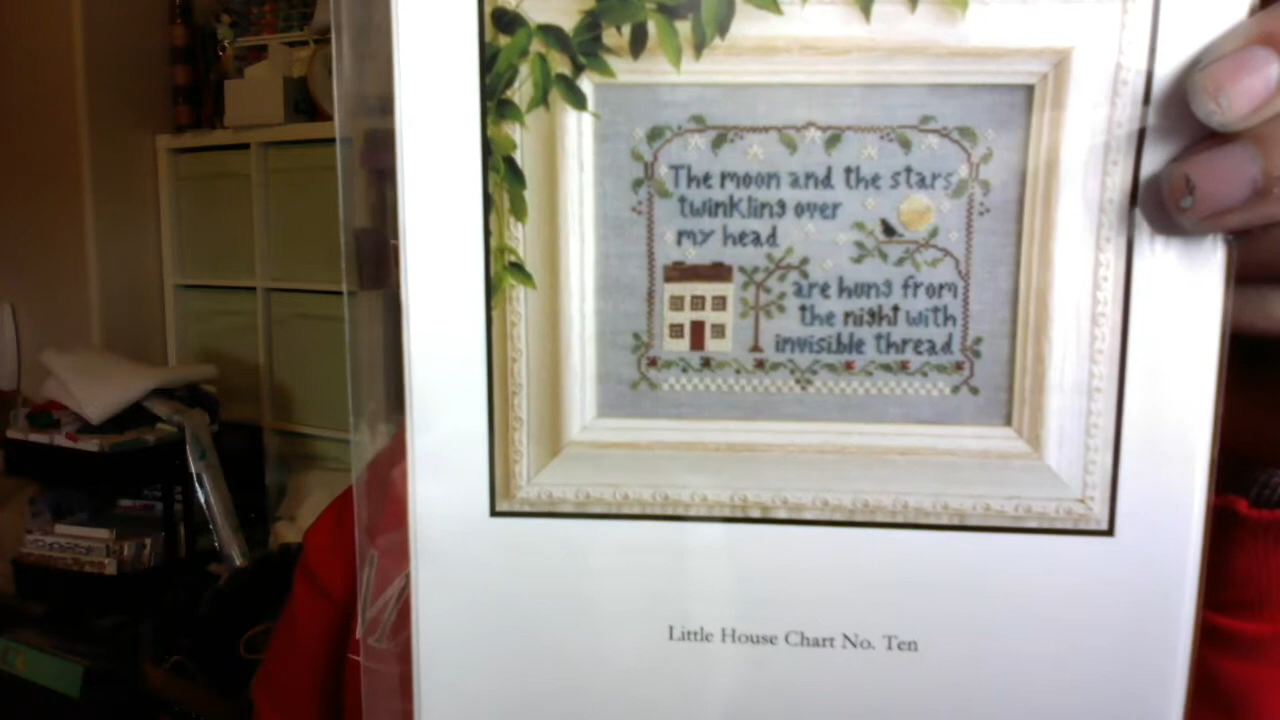 The moon and the stars
twinkling over
my head
are hung from
the night with
invisible thread
Little House Chart No. Ten